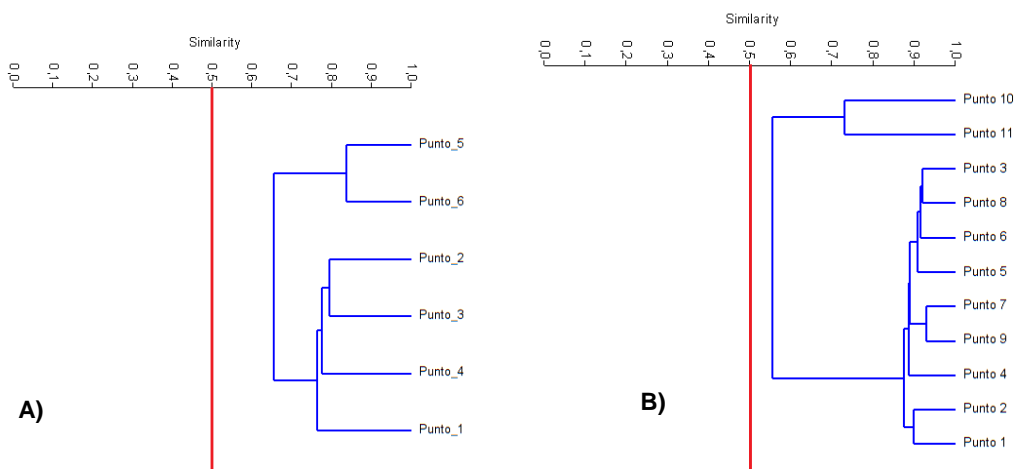 Similarity
0,0 0,1 0,2 0,3 0,4 0,5 0,6 0,7 0,8 0,9 1,0
Punto_5
Punto_6
Punto_2
Punto_3
Punto_4
Punto_1
A)
Similarity
0,0 0,1 0,2 0,3 0,4 0,5 0,6 0,7 0,8 0,9 1,0
Punto 10
Punto 11
Punto 3
Punto 8
Punto 6
Punto 5
Punto 7
Punto 9
Punto 4
Punto 2
Punto 1
B)